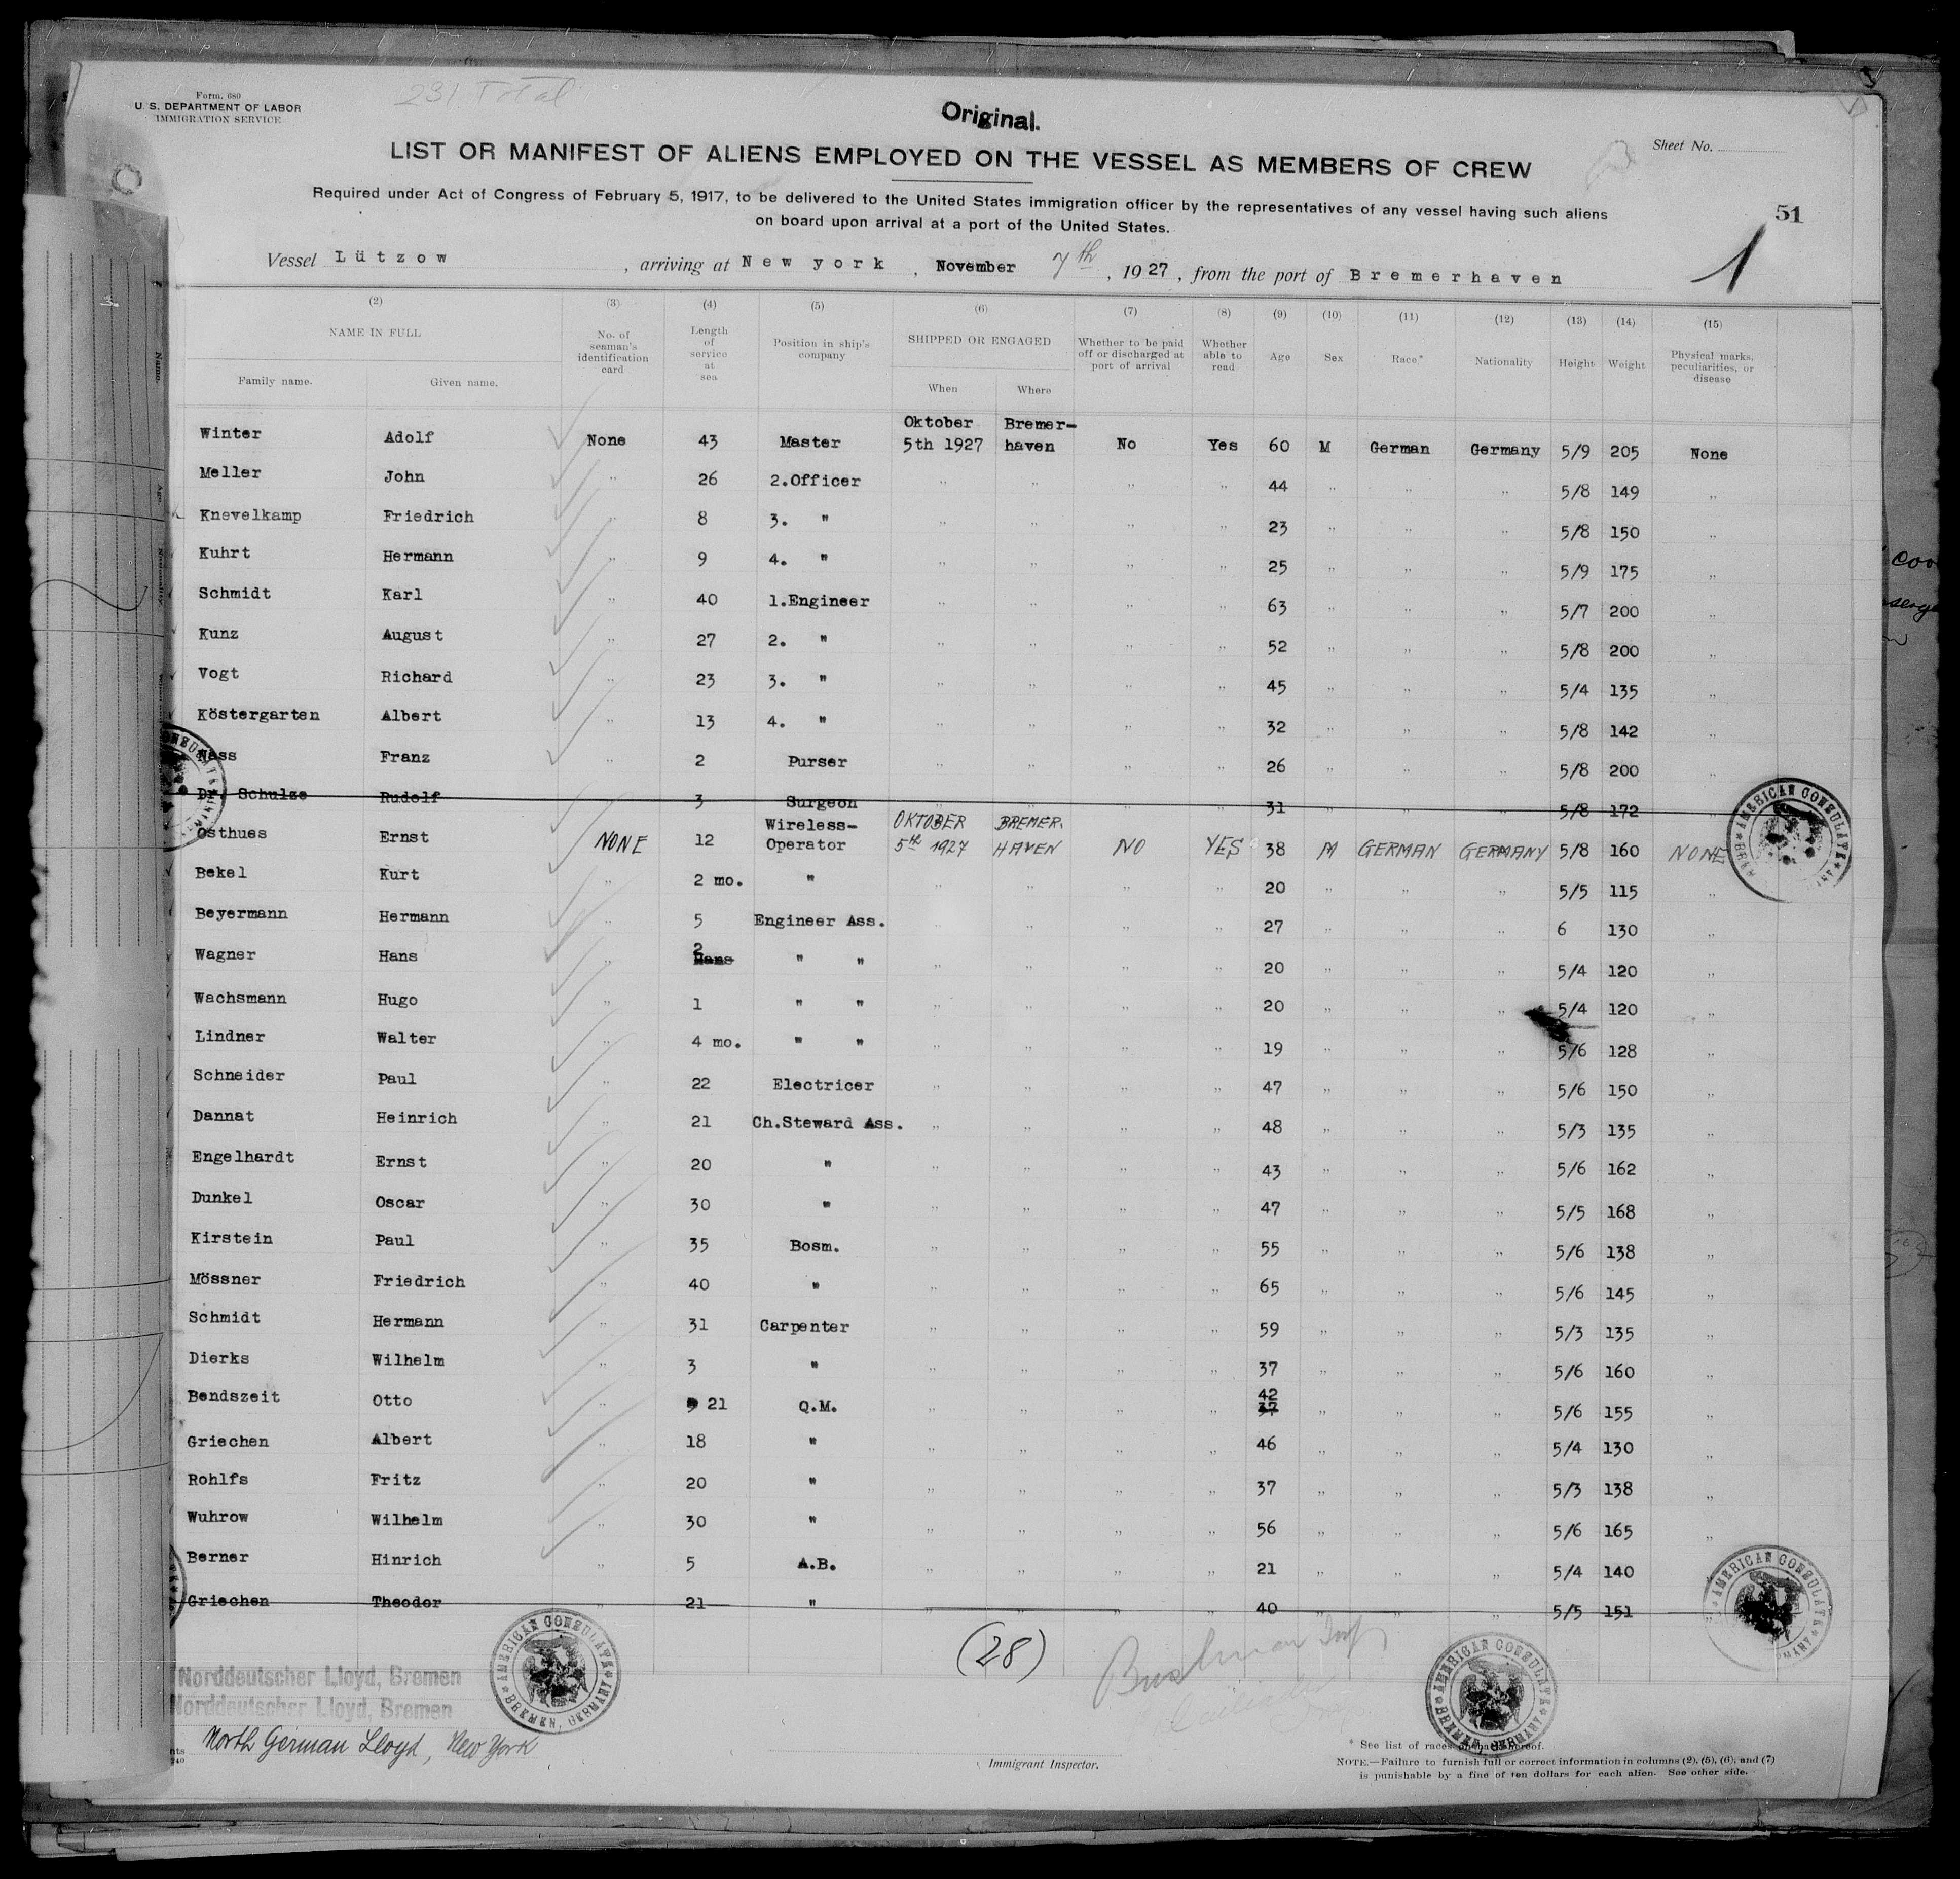 Form. 680
U. S. DEPARTMENT OF LABOR
IMMIGRATION SERVICE
231 Total
Original.
LIST OR MANIFEST OF ALIENS EMPLOYED ON THE VESSEL AS MEMBERS OF CREW
Sheet No.
Required under Act of Congress of February 5, 1917, to be delivered to the United States immigration officer by the representatives of any vessel having such aliens
on board upon arrival at a port of the United States.
51
1
Vessel Lützow, arriving at New york, November 7th, 1927, from the port of Bremerhaven
(2) (3) (4) (5) (6) (7) (8) (9) (10) (11) (12) (13) (14) (15)
NAME IN FULL No. of seaman's identification card Length of service at sea Position in ship's company SHIPPED OR ENGAGED Whether to be paid off or discharged at port of arrival Whether able to read Age Sex Race* Nationality Height Weight Physical marks, peculiarities, or disease
Family name. Given name. When Where
Winter Adolf None 43 Master Oktober 5th 1927 Bremer-haven No Yes 60 M German Germany 5/9 205 None
Meller John " 26 2.Officer " " " " 44 " " " 5/8 149 "
Knevelkamp Friedrich " 8 3. " " " " " 23 " " " 5/8 150 "
Kuhrt Hermann " 9 4. " " " " " 25 " " " 5/9 175 "
Schmidt Karl " 40 1.Engineer " " " " 63 " " " 5/7 200 "
Kunz August " 27 2. " " " " " 52 " " " 5/8 200 "
Vogt Richard " 23 3. " " " " " 45 " " " 5/4 135 "
Köstergarten Albert " 13 4. " " " " " 32 " " " 5/8 142 "
Nass Franz " 2 Purser " " " " 26 " " " 5/8 200 "
Dr. Schulze Rudolf 3 Surgeon " " " " 31 " " " 5/8 172
Osthues Ernst NONE 12 Wireless-Operator OKTOBER 5th 1927 BREMER. HAVEN NO YES 38 M GERMAN GERMANY 5/8 160 NONE
Bekel Kurt " 2 mo. " " " " " 20 " " " 5/5 115 "
Beyermann Hermann " 5 Engineer Ass. " " " " 27 " " " 6 130 "
Wagner Hans " 2 Hans " " " " " " 20 " " " 5/4 120 "
Wachsmann Hugo " 1 " " " " " " 20 " " " 5/4 120 "
Lindner Walter " 4 mo. " " " " " " 19 " " " 5/6 128 "
Schneider Paul " 22 Electricer " " " " 47 " " " 5/6 150 "
Dannat Heinrich " 21 Ch.Steward Ass. " " " " 48 " " " 5/3 135 "
Engelhardt Ernst " 20 " " " " " 43 " " " 5/6 162 "
Dunkel Oscar " 30 " " " " " 47 " " " 5/5 168 "
Kirstein Paul " 35 Bosm. " " " " 55 " " " 5/6 138 "
Mössner Friedrich " 40 " " " " " 65 " " " 5/6 145 "
Schmidt Hermann " 31 Carpenter " " " " 59 " " " 5/3 135 "
Dierks Wilhelm " 3 " " " " " 37 " " " 5/6 160 "
Bendszeit Otto " 21 Q.M. " " " " 42 37 " " " 5/6 155 "
Griechen Albert " 18 " " " " " 46 " " " 5/4 130 "
Rohlfs Fritz " 20 " " " " " 37 " " " 5/3 138 "
Wuhrow Wilhelm " 30 " " " " " 56 " " " 5/6 165 "
Berner Hinrich " 5 A.B. " " " " 21 " " " 5/4 140 "
Griechen Theodor " 21 " " " " " 40 " " " 5/5 151
(28)
AMERICAN CONSULATE
BREMEN, GERMANY
AMERICAN CONSULATE
BREMEN, GERMANY
AMERICAN CONSULATE
AMERICAN CONSULATE
Norddeutscher Lloyd, Bremen
Norddeutscher Lloyd, Bremen
North German Lloyd, New York
Immigrant Inspector.
* See list of races on back hereof.
NOTE.—Failure to furnish full or correct information in columns (2), (5), (6), and (7)
is punishable by a fine of ten dollars for each alien. See other side.